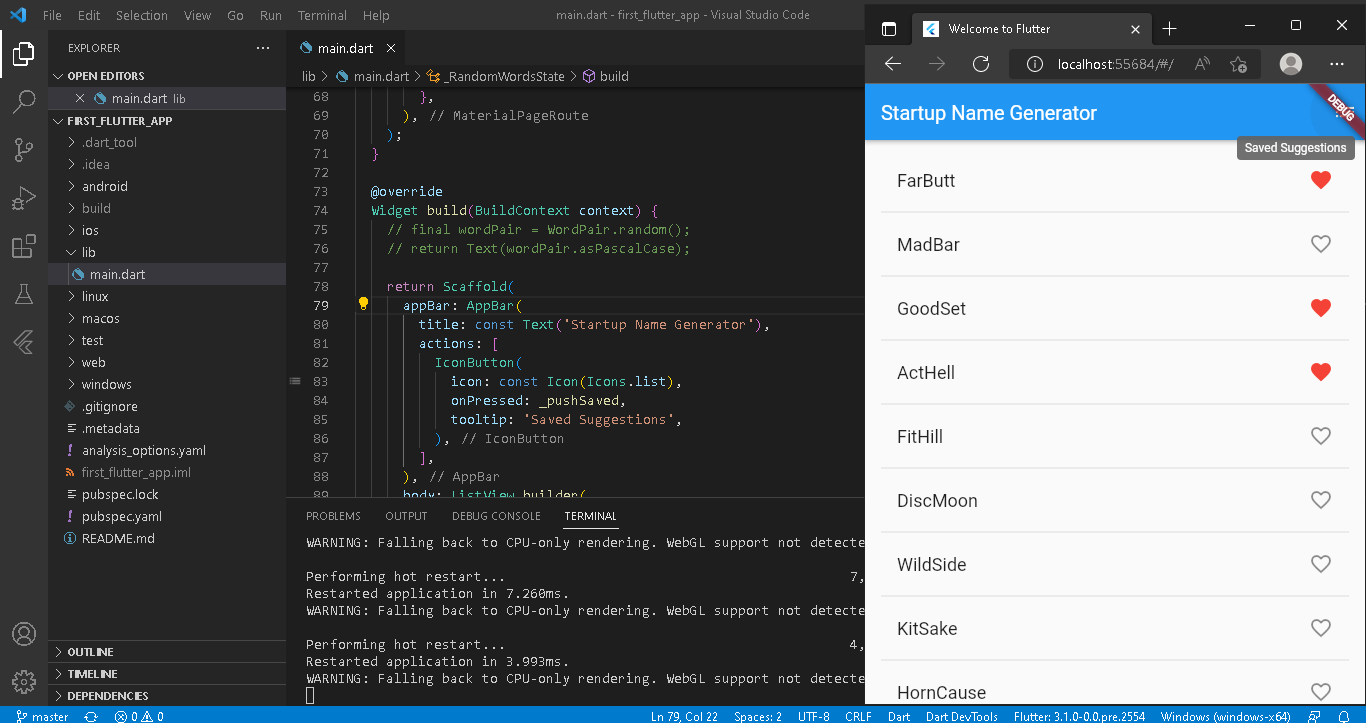 File Edit Selection View Go Run Terminal Help
main.dart - first_flutter_app - Visual Studio Code
EXPLORER
OPEN EDITORS
main.dart lib
FIRST_FLUTTER_APP
.dart_tool
.idea
android
build
ios
lib
main.dart
linux
macos
test
web
windows
.gitignore
.metadata
analysis_options.yaml
first_flutter_app.iml
pubspec.lock
pubspec.yaml
README.md
OUTLINE
TIMELINE
DEPENDENCIES
main.dart
lib > main.dart > _RandomWordsState > build
68 },
69 ), // MaterialPageRoute
70 );
71 }
72
73 @override
74 Widget build(BuildContext context) {
75 // final wordPair = WordPair.random();
76 // return Text(wordPair.asPascalCase);
77
78 return Scaffold(
79 appBar: AppBar(
80 title: const Text('Startup Name Generator'),
81 actions: [
82 IconButton(
83 icon: const Icon(Icons.list),
84 onPressed: _pushSaved,
85 tooltip: 'Saved Suggestions',
86 ), // IconButton
87 ],
88 ), // AppBar
89 body: ListView.builder(
PROBLEMS OUTPUT DEBUG CONSOLE TERMINAL
WARNING: Falling back to CPU-only rendering. WebGL support not detecte
Performing hot restart... 7,
Restarted application in 7.260ms.
WARNING: Falling back to CPU-only rendering. WebGL support not detecte
Performing hot restart... 4,
Restarted application in 3.993ms.
WARNING: Falling back to CPU-only rendering. WebGL support not detecte
Welcome to Flutter
localhost:55684/#/
Startup Name Generator
DEBUG
Saved Suggestions
FarButt
MadBar
GoodSet
ActHell
FitHill
DiscMoon
WildSide
KitSake
HornCause
master 0 0 Ln 79, Col 22 Spaces: 2 UTF-8 CRLF Dart Dart DevTools Flutter: 3.1.0-0.0.pre.2554 Windows (windows-x64)